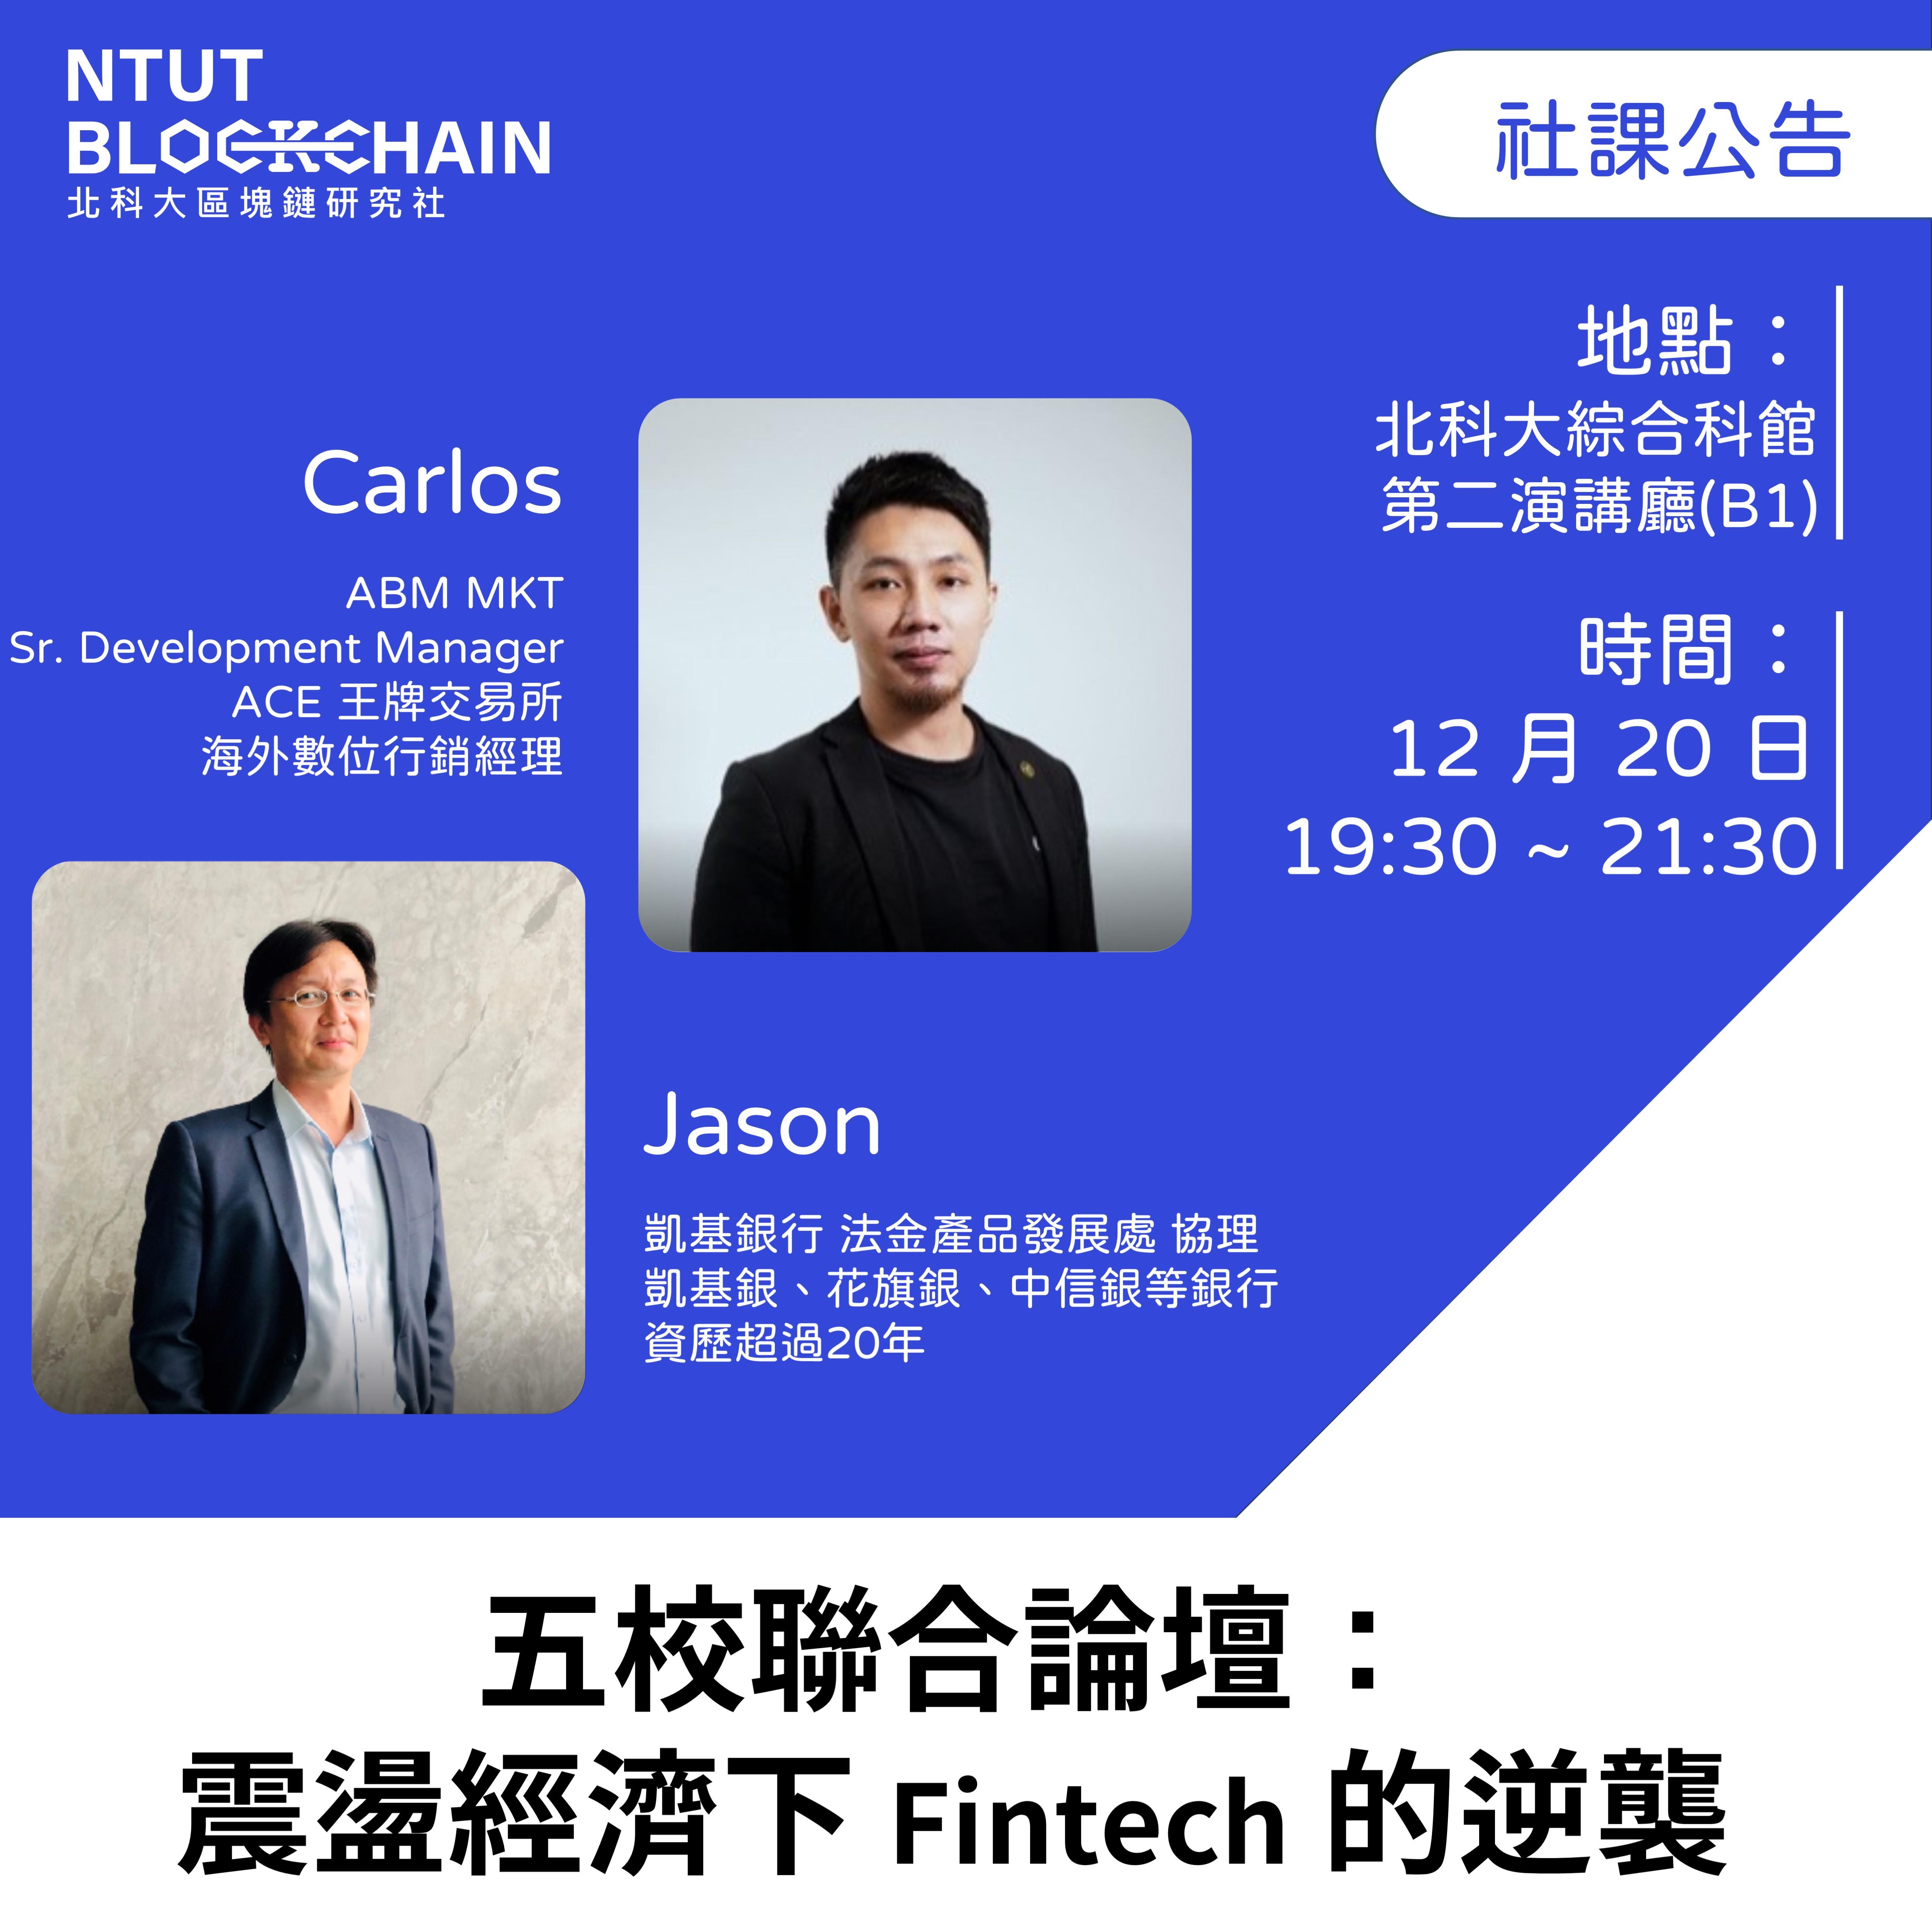 NTUT
BLOCKCHAIN
北科大區塊鏈研究社
社課公告
地點：
北科大綜合科館
第二演講廳(B1)
時間：
12 月 20 日
19:30 ~ 21:30
Carlos
ABM MKT
Sr. Development Manager
ACE 王牌交易所
海外數位行銷經理
Jason
凱基銀行 法金產品發展處 協理
凱基銀、花旗銀、中信銀等銀行
資歷超過20年
五校聯合論壇：
震盪經濟下 Fintech 的逆襲